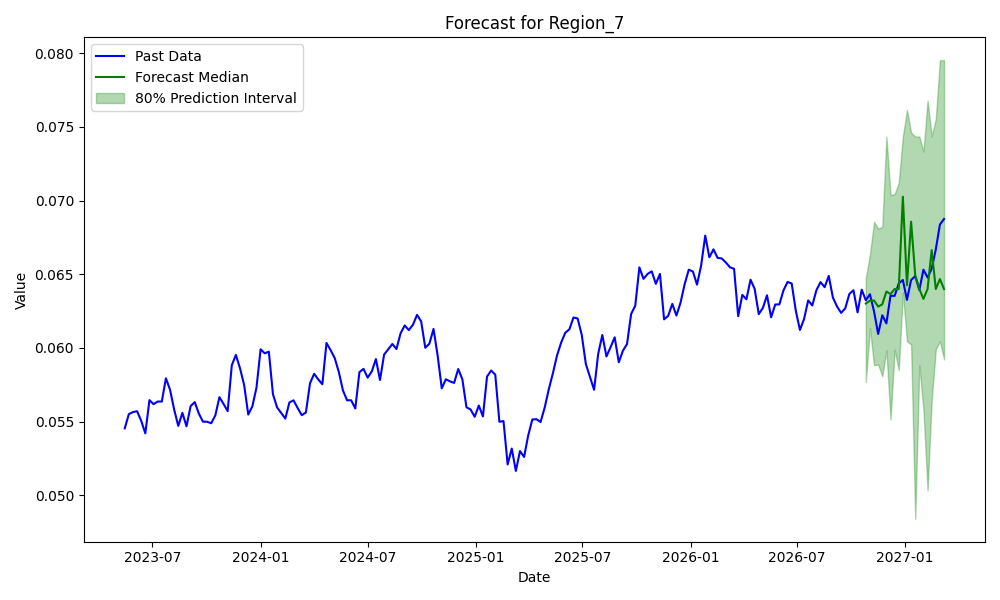 Forecast for Region_7
Past Data
Forecast Median
80% Prediction Interval
0.080
0.075
0.070
0.065
0.060
0.055
0.050
Value
2023-07
2024-01
2024-07
2025-01
2025-07
2026-01
2026-07
2027-01
Date